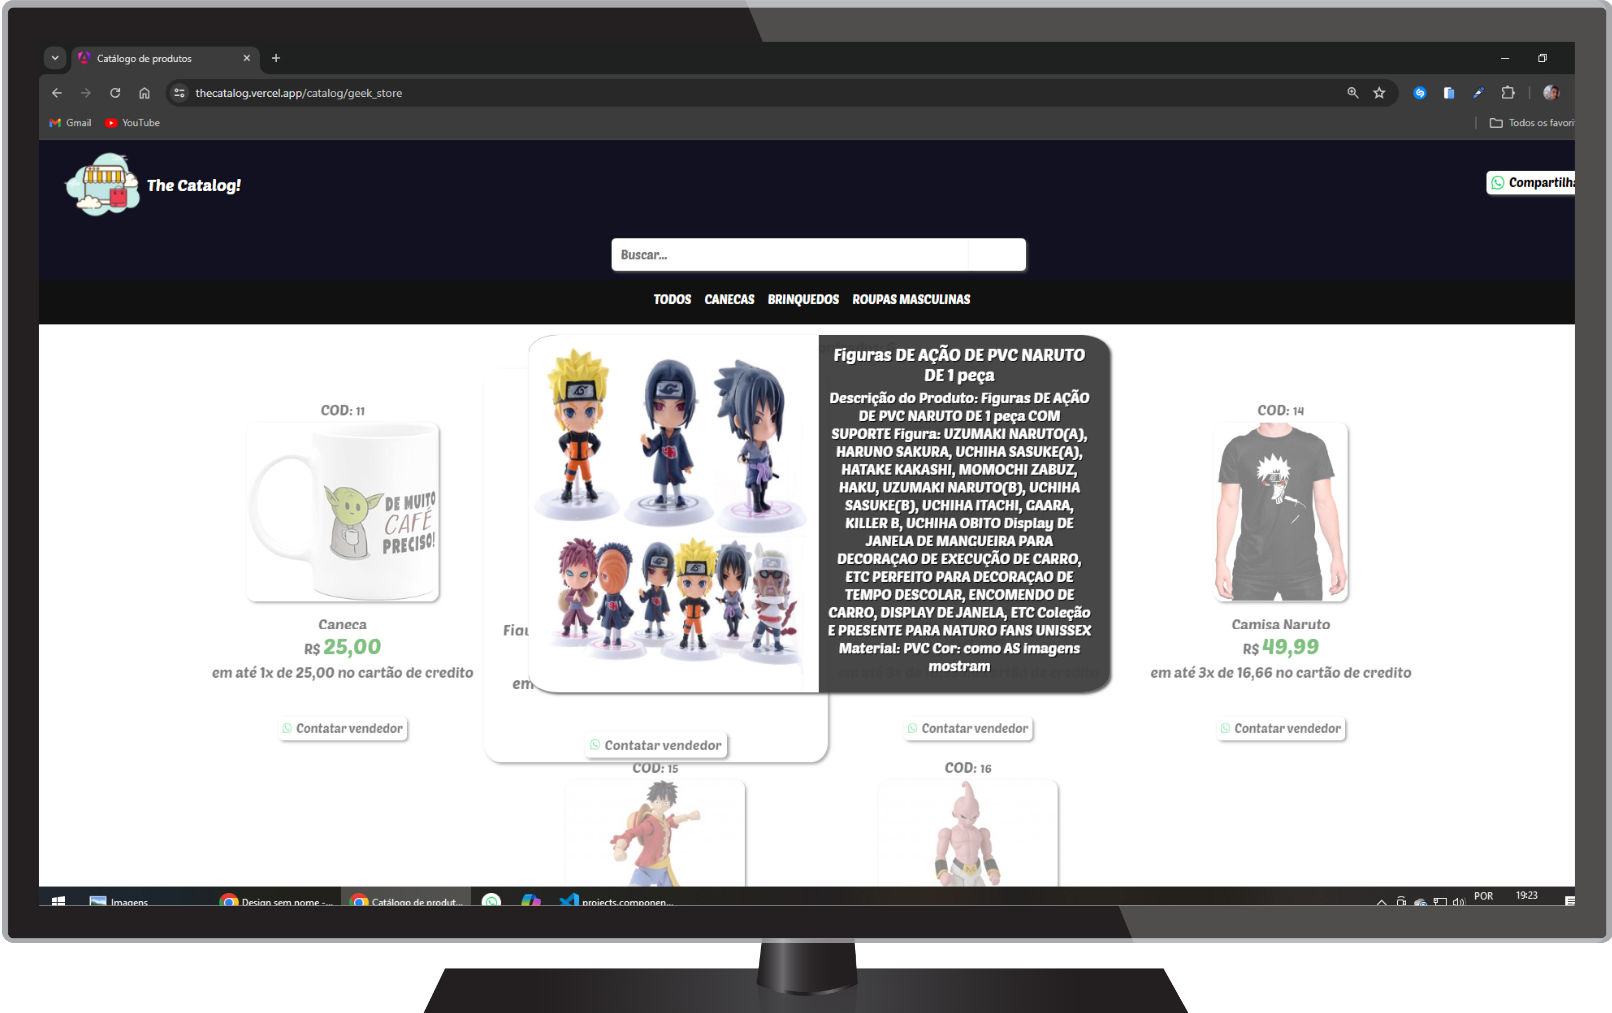 Catálogo de produtos
thecatalog.vercel.app/catalog/geek_store
Gmail
YouTube
Todos os favori
The Catalog!
Compartilha
Buscar...
TODOS
CANECAS
BRINQUEDOS
ROUPAS MASCULINAS
COD: 11
DE MUITO
CAFÉ
PRECISO!
Caneca
R$ 25,00
em até 1x de 25,00 no cartão de credito
Contatar vendedor
Figu
em
Contatar vendedor
Figuras DE AÇÃO DE PVC NARUTO
DE 1 peça
Descrição do Produto: Figuras DE AÇÃO
DE PVC NARUTO DE 1 peça COM
SUPORTE Figura: UZUMAKI NARUTO(A),
HARUNO SAKURA, UCHIHA SASUKE(A),
HATAKE KAKASHI, MOMOCHI ZABUZ,
HAKU, UZUMAKI NARUTO(B), UCHIHA
SASUKE(B), UCHIHA ITACHI, GAARA,
KILLER B, UCHIHA OBITO Display DE
JANELA DE MANGUEIRA PARA
DECORAÇAO DE EXECUÇÃO DE CARRO,
ETC PERFEITO PARA DECORAÇAO DE
TEMPO DESCOLAR, ENCOMENDO DE
CARRO, DISPLAY DE JANELA, ETC Coleção
E PRESENTE PARA NATURO FANS UNISSEX
Material: PVC Cor: como AS imagens
mostram
Contatar vendedor
COD: 14
Camisa Naruto
R$ 49,99
em até 3x de 16,66 no cartão de credito
Contatar vendedor
COD: 15
COD: 16
Imagens
Design sem nome -...
Catálogo de produt...
projects.componen...
POR
19:23